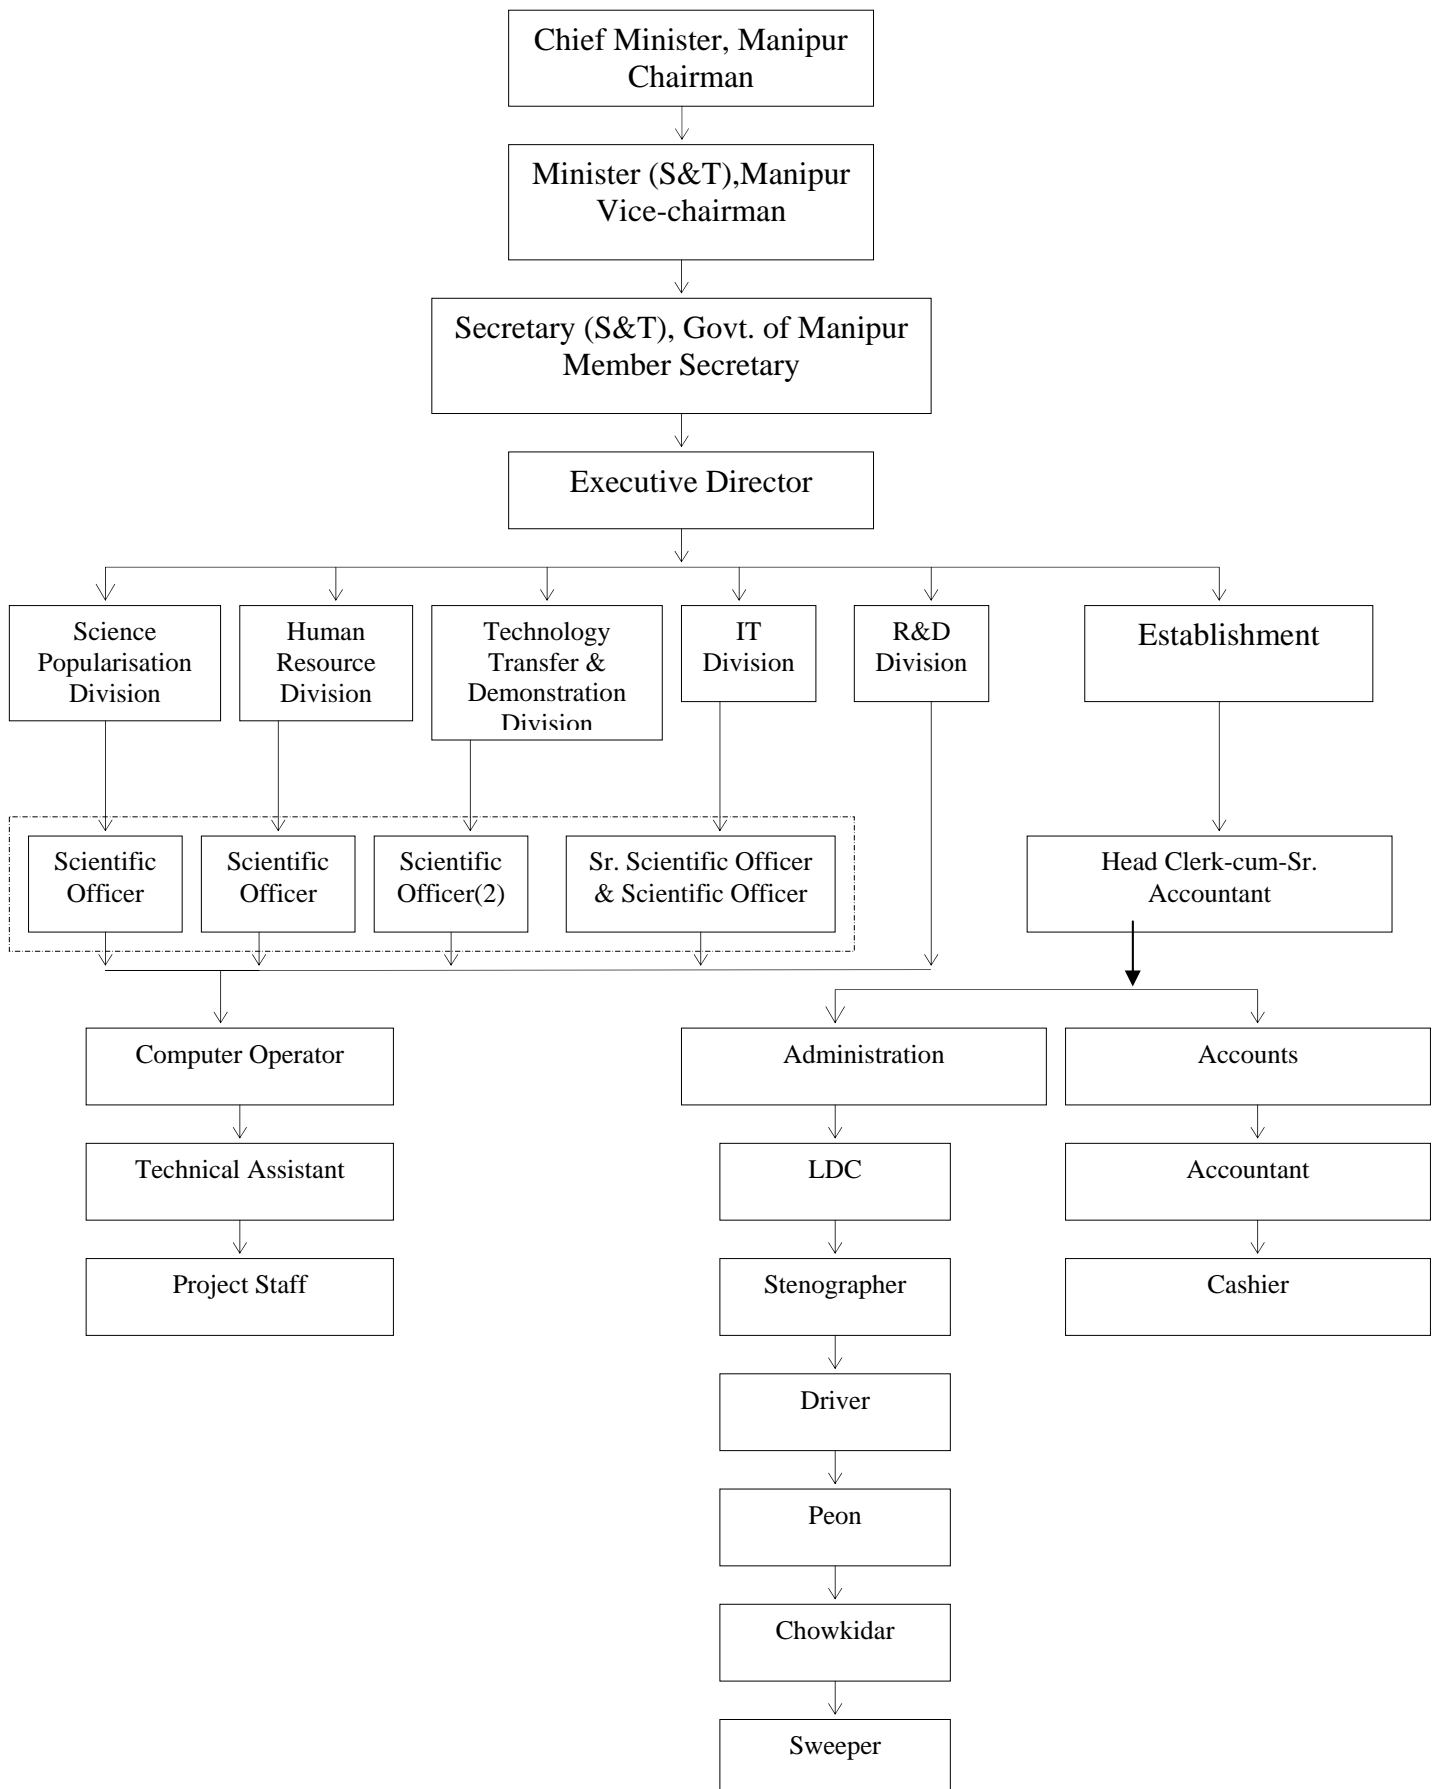 Chief Minister, Manipur
Chairman
Minister (S&T),Manipur
Vice-chairman
Secretary (S&T), Govt. of Manipur
Member Secretary
Executive Director
Science
Popularisation
Division
Human
Resource
Division
Technology
Transfer &
Demonstration
Division
IT
Division
R&D
Division
Establishment
Scientific
Officer
Scientific
Officer
Scientific
Officer(2)
Sr. Scientific Officer
& Scientific Officer
Head Clerk-cum-Sr.
Accountant
Computer Operator
Administration
Accounts
Technical Assistant
LDC
Accountant
Project Staff
Stenographer
Cashier
Driver
Peon
Chowkidar
Sweeper